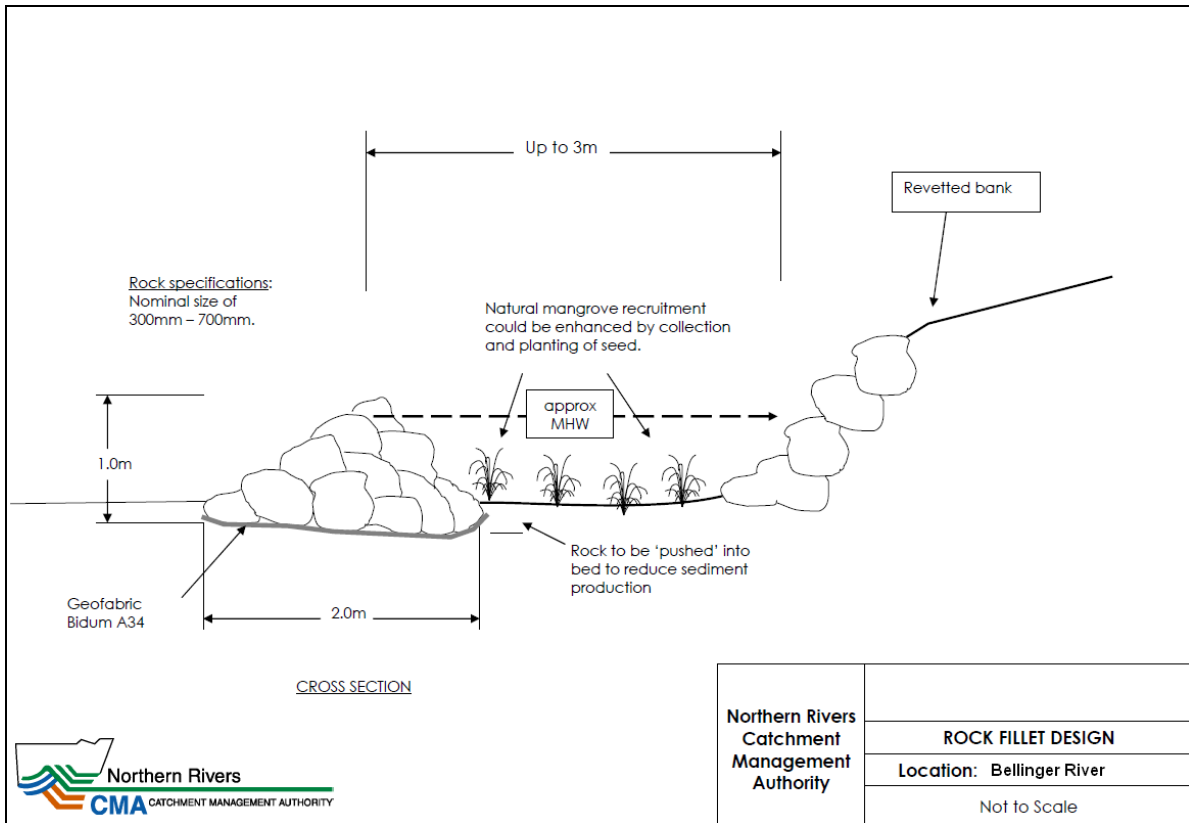 Up to 3m
Revetted bank
Rock specifications:
Nominal size of
300mm – 700mm.
Natural mangrove recruitment
could be enhanced by collection
and planting of seed.
approx
MHW
1.0m
Rock to be ‘pushed’ into
bed to reduce sediment
production
Geofabric
Bidum A34
2.0m
CROSS SECTION
Northern Rivers
CMA CATCHMENT MANAGEMENT AUTHORITY
Northern Rivers
Catchment
Management
Authority
ROCK FILLET DESIGN
Location: Bellinger River
Not to Scale